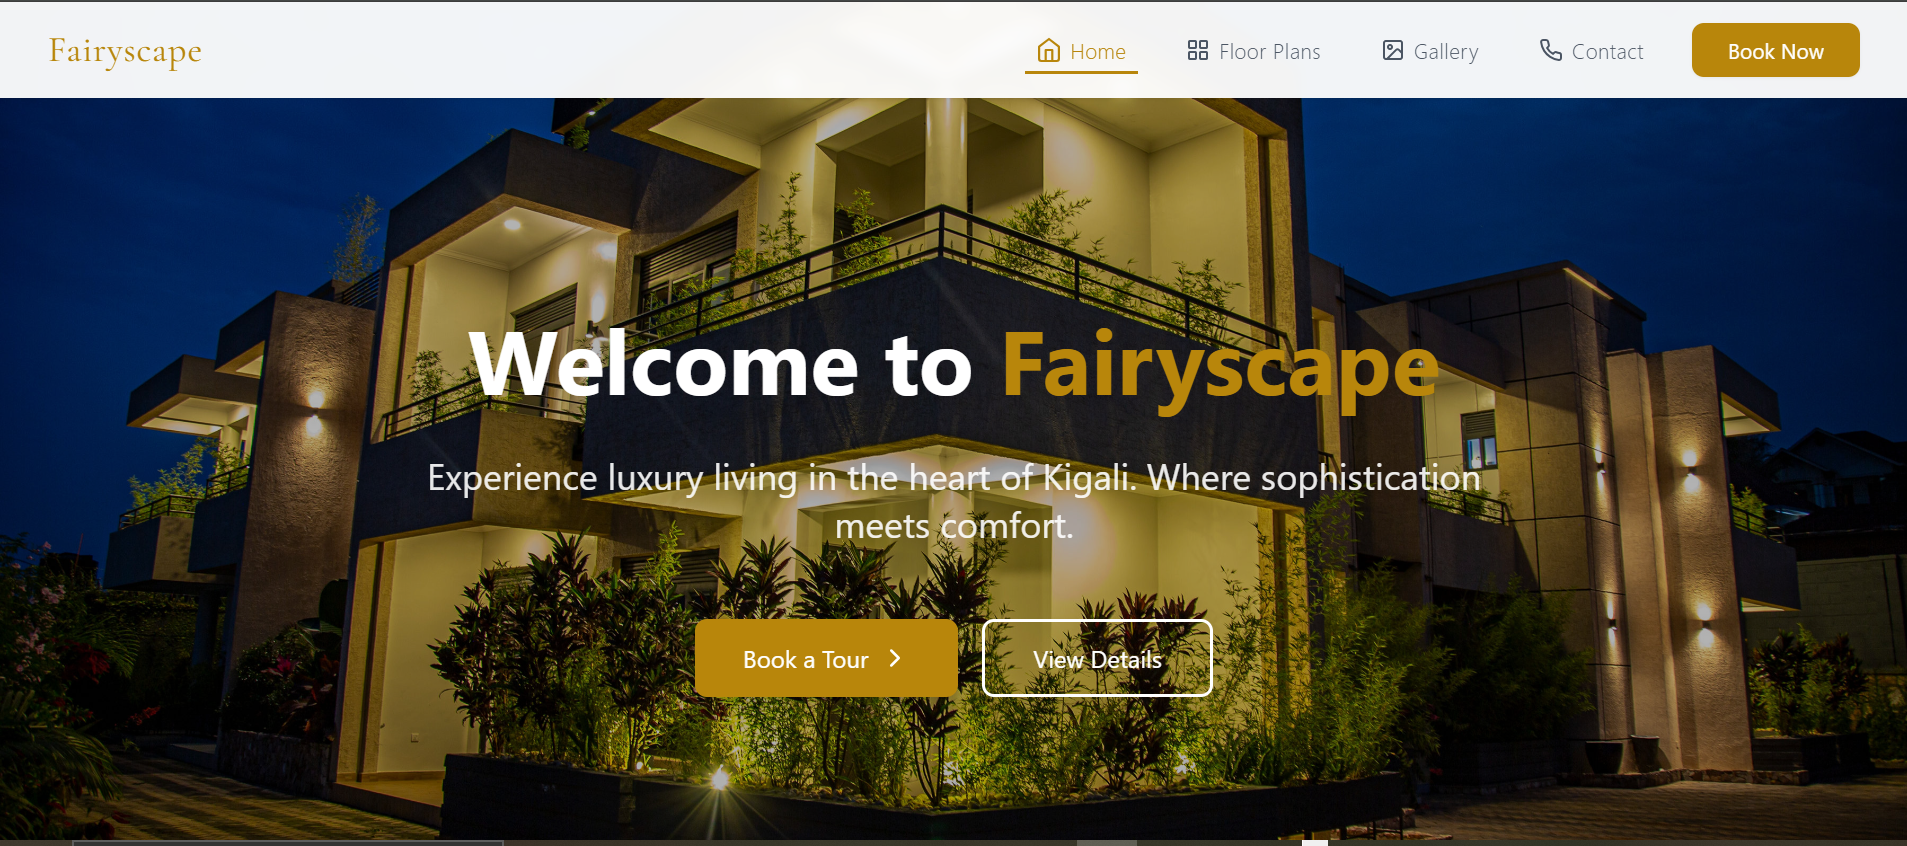 Fairyscape
Home
Floor Plans
Gallery
Contact
Book Now
Welcome to Fairyscape
Experience luxury living in the heart of Kigali. Where sophistication
meets comfort.
Book a Tour
View Details